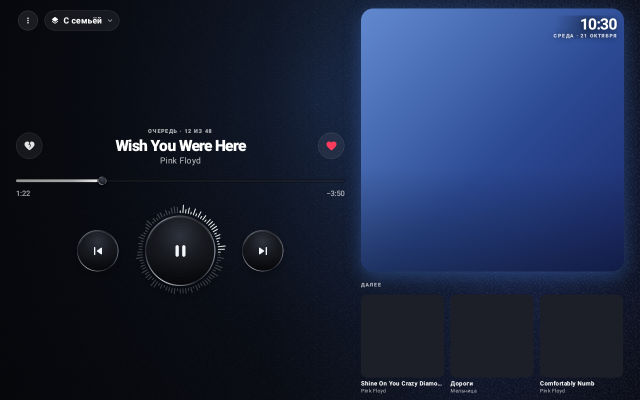 С семьёй
10:30
СРЕДА · 21 ОКТЯБРЯ
ОЧЕРЕДЬ · 12 ИЗ 48
Wish You Were Here
Pink Floyd
1:22
−3:50
ДАЛЕЕ
Shine On You Crazy Diamo…
Pink Floyd
Дороги
Мельница
Comfortably Numb
Pink Floyd